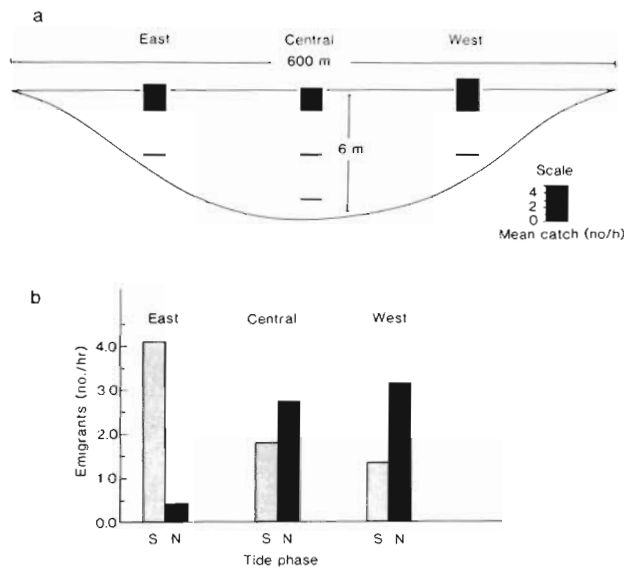 a
East Central West
600 m
6 m
Scale
4
2
0
Mean catch (no/h)
b
East Central West
Emigrants (no./hr)
4.0
3.0
2.0
1.0
0.0
S N S N S N
Tide phase